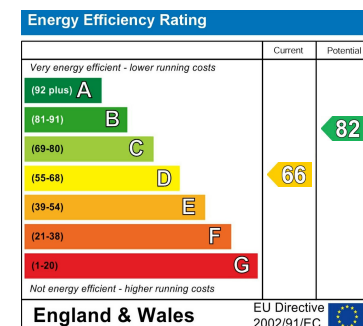 Energy Efficiency Rating
Current Potential
Very energy efficient - lower running costs
(92 plus) A
(81-91) B
82
(69-80) C
(55-68) D 66
(39-54) E
(21-38) F
(1-20) G
Not energy efficient - higher running costs
England & Wales
EU Directive
2002/91/EC